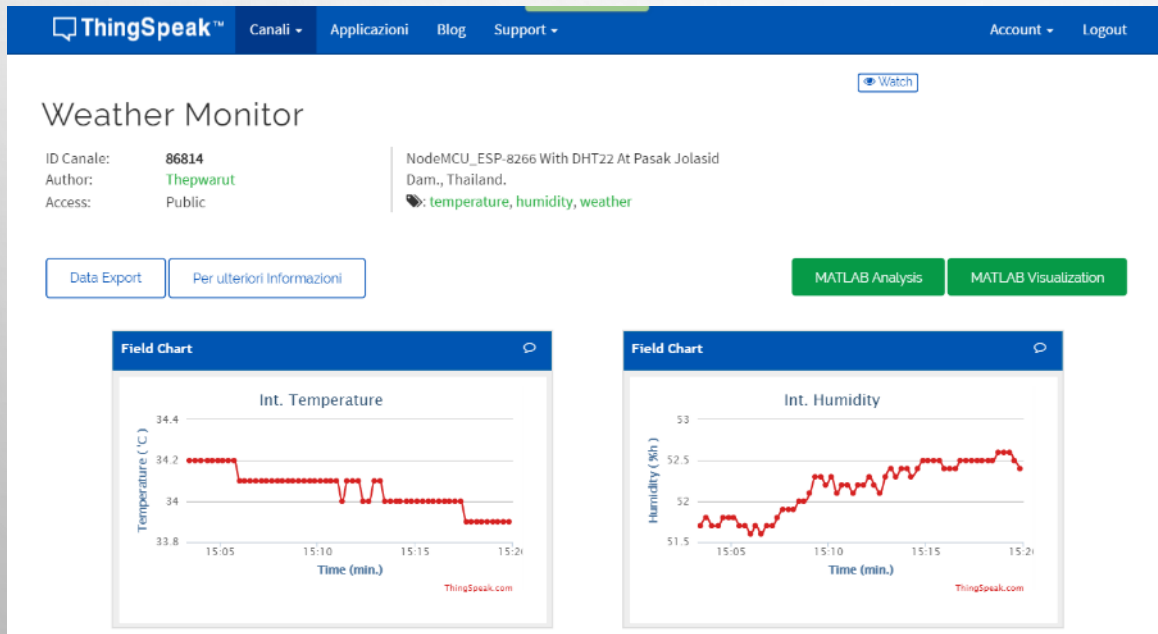 ThingSpeak™ Canali Applicazioni Blog Support Account Logout
Watch
Weather Monitor
ID Canale: 86814
Author: Thepwarut
Access: Public
NodeMCU_ESP-8266 With DHT22 At Pasak Jolasid
Dam., Thailand.
: temperature, humidity, weather
Data Export Per ulteriori Informazioni MATLAB Analysis MATLAB Visualization
Field Chart
Int. Temperature
Temperature ( 'C )
34.4
34.2
34
33.8
15:05 15:10 15:15
Time (min.)
ThingSpeak.com
Field Chart
Int. Humidity
Humidity ( %h )
53
52.5
52
51.5
15:05 15:10 15:15
Time (min.)
ThingSpeak.com